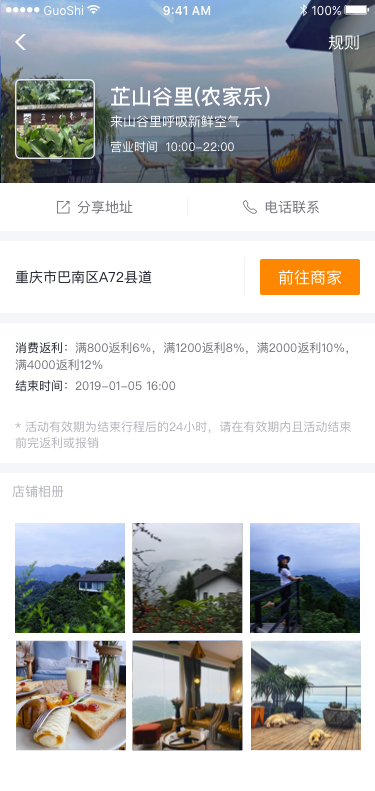 GuoShi 9:41 AM 100%
规则
芷山谷里(农家乐)
来山谷里呼吸新鲜空气
营业时间 10:00-22:00
分享地址 电话联系
重庆市巴南区A72县道 前往商家
消费返利：满800返利6%，满1200返利8%，满2000返利10%，
满4000返利12%
结束时间：2019-01-05 16:00
* 活动有效期为结束行程后的24小时，请在有效期内且活动结束
前完返利或报销
店铺相册